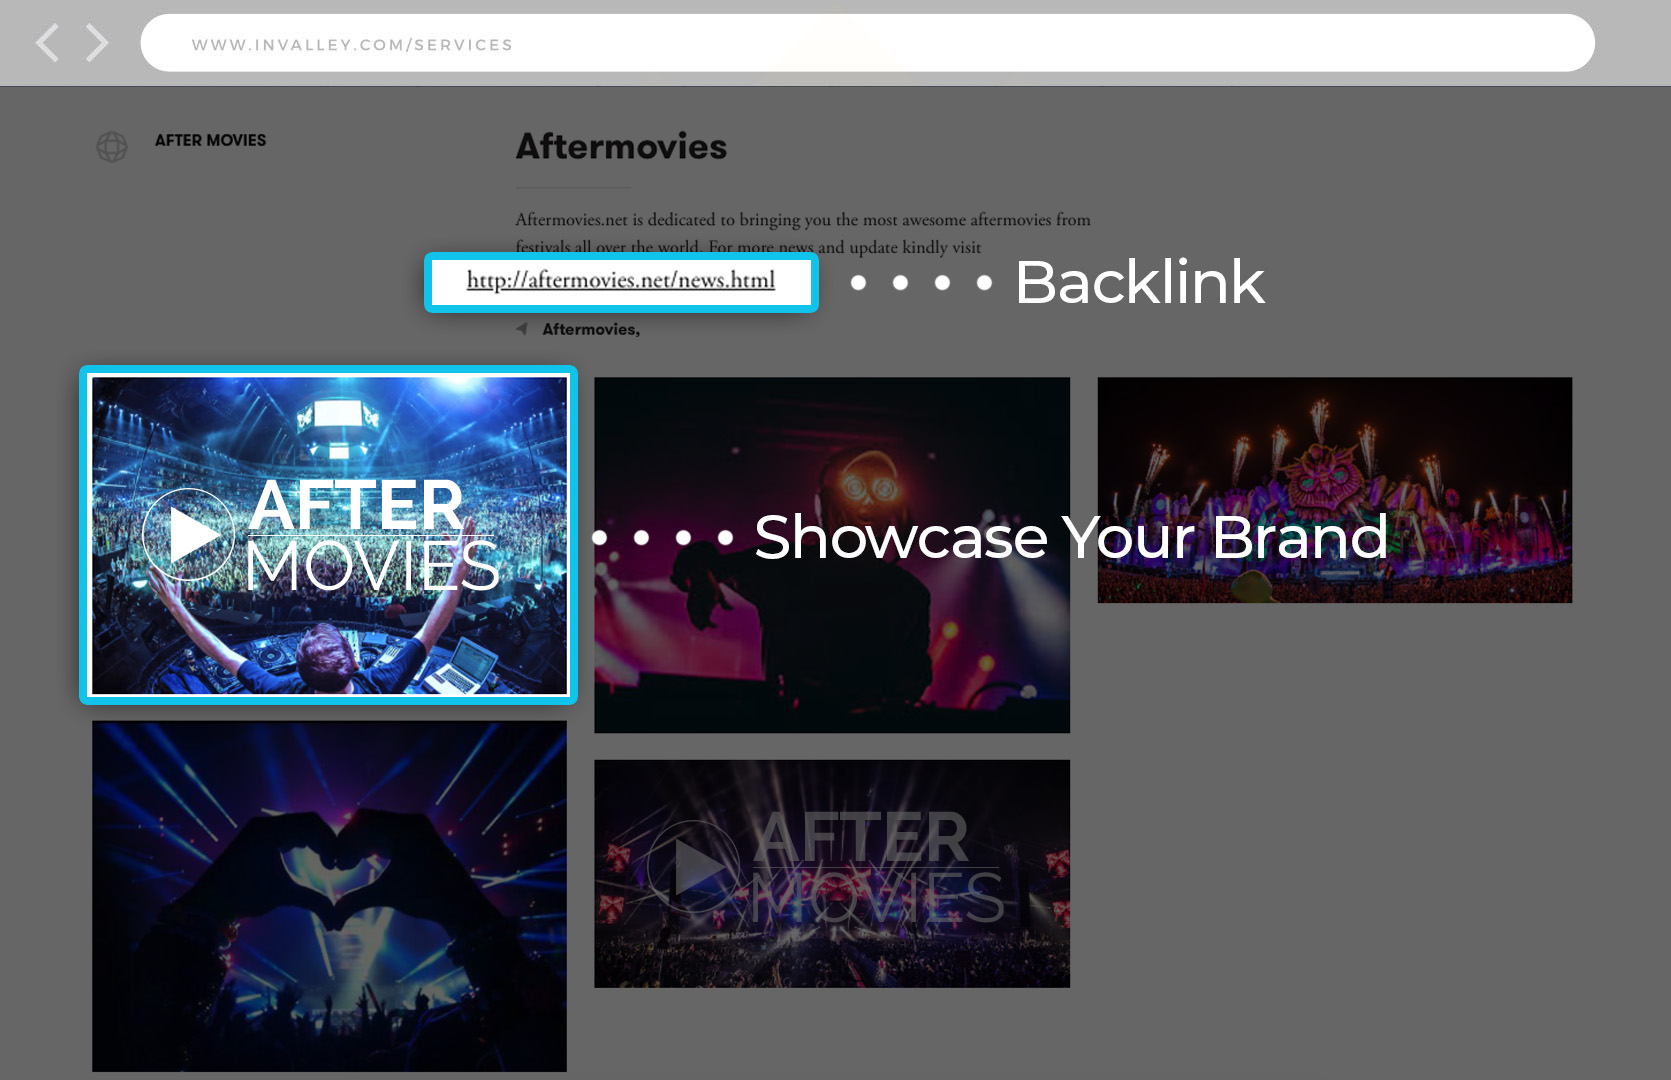 WWW.INVALLEY.COM/SERVICES
AFTER MOVIES
Aftermovies
Aftermovies.net is dedicated to bringing you the most awesome aftermovies from
festivals all over the world. For more news and update kindly visit
http://aftermovies.net/news.html
Backlink
Aftermovies,
AFTER
MOVIES
Showcase Your Brand
AFTER
MOVIES